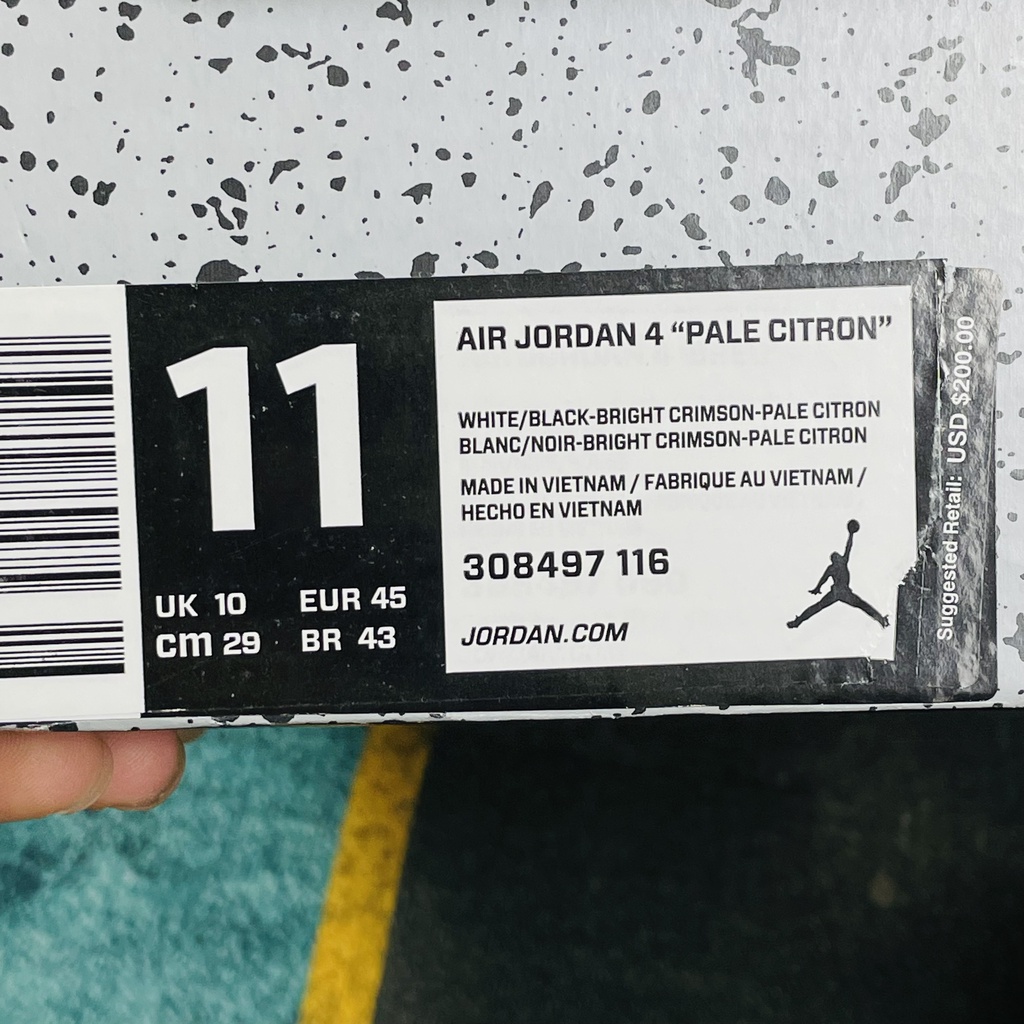 11
UK 10 EUR 45
cm 29 BR 43
AIR JORDAN 4 “PALE CITRON”
WHITE/BLACK-BRIGHT CRIMSON-PALE CITRON
BLANC/NOIR-BRIGHT CRIMSON-PALE CITRON
MADE IN VIETNAM / FABRIQUE AU VIETNAM /
HECHO EN VIETNAM
308497 116
JORDAN.COM
Suggested Retail: USD $200.00